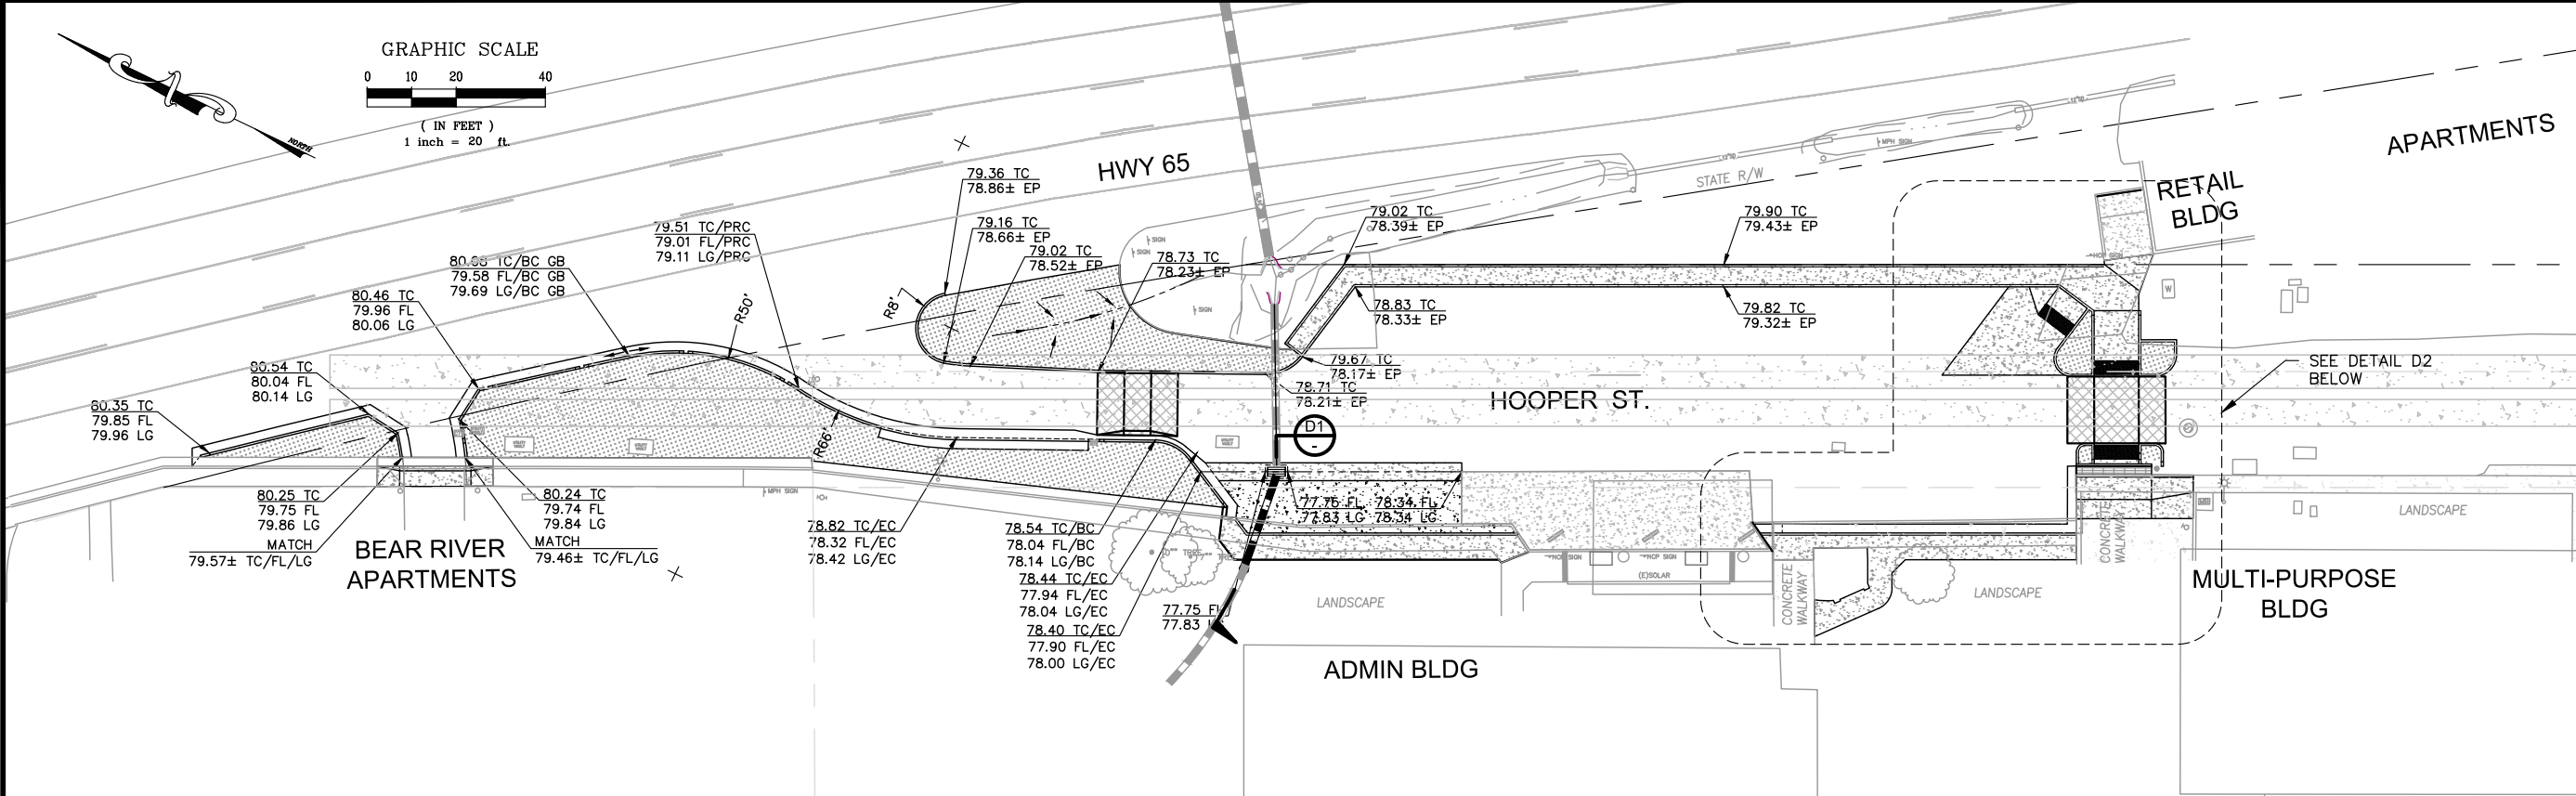 GRAPHIC SCALE
0 10 20 40
( IN FEET )
1 inch = 20 ft.
NORTH
HWY 65
STATE R/W
APARTMENTS
RETAIL
BLDG
79.36 TC
78.86± EP
79.16 TC
78.66± EP
79.02 TC
78.52± EP
78.73 TC
78.23± EP
79.02 TC
78.39± EP
79.90 TC
79.43± EP
78.83 TC
78.33± EP
79.82 TC
79.32± EP
79.67 TC
78.17± EP
78.71 TC
78.21± EP
79.51 TC/PRC
79.01 FL/PRC
79.11 LG/PRC
TC/BC GB
79.58 FL/BC GB
79.69 LG/BC GB
80.46 TC
79.96 FL
80.06 LG
80.54 TC
80.04 FL
80.14 LG
80.35 TC
79.85 FL
79.96 LG
R8'
R50'
R66'
SIGN
SIGN
SIGN
MPH SIGN
W
HOOPER ST.
D1
-
SEE DETAIL D2
BELOW
80.25 TC
79.75 FL
79.86 LG
MATCH
79.57± TC/FL/LG
80.24 TC
79.74 FL
79.84 LG
MATCH
79.46± TC/FL/LG
BEAR RIVER
APARTMENTS
MPH SIGN
78.82 TC/EC
78.32 FL/EC
78.42 LG/EC
78.54 TC/BC
78.04 FL/BC
78.14 LG/BC
78.44 TC/EC
77.94 FL/EC
78.04 LG/EC
78.40 TC/EC
77.90 FL/EC
78.00 LG/EC
77.75 FL
77.83 LG
78.34 FL
78.34 LG
77.75 FL
77.83
TREE
(E)SOLAR
LANDSCAPE
CONCRETE
WALKWAY
LANDSCAPE
CONCRETE
WALKWAY
LANDSCAPE
ADMIN BLDG
MULTI-PURPOSE
BLDG